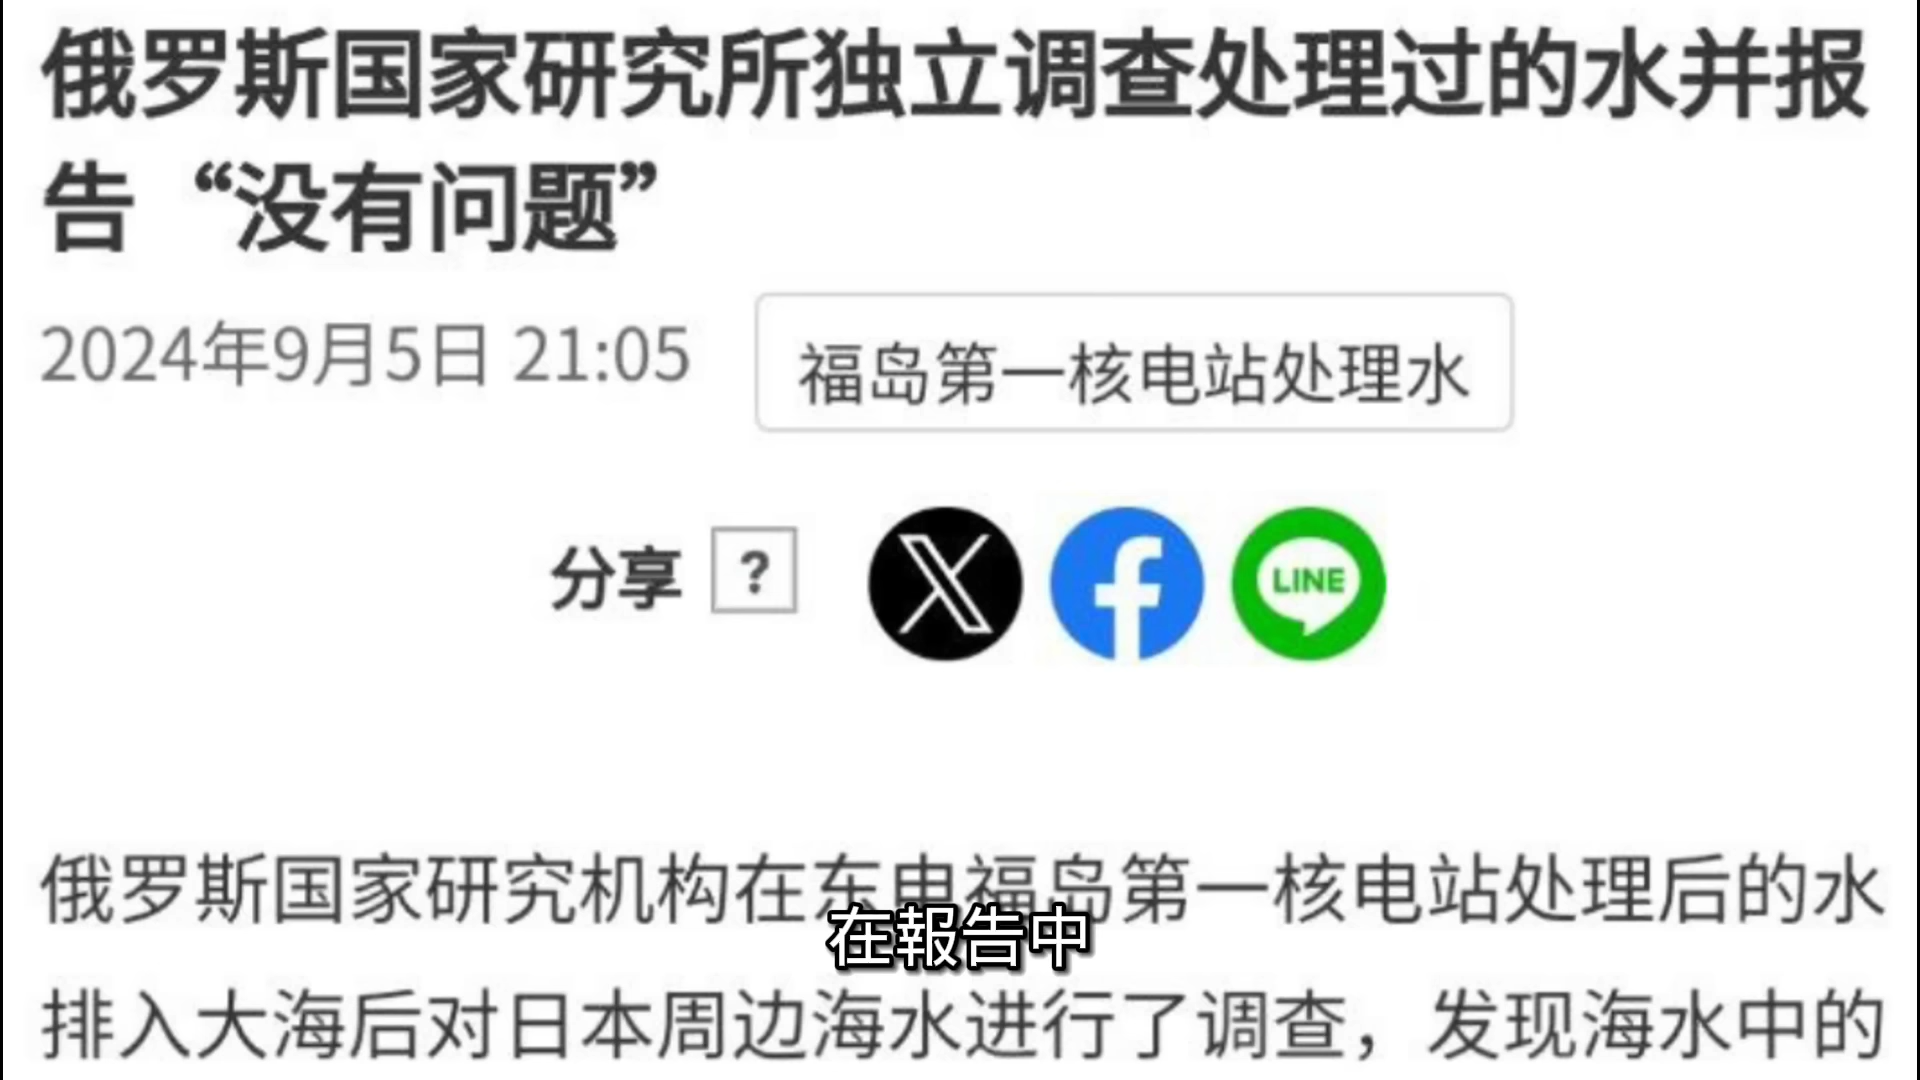 俄罗斯国家研究所独立调查处理过的水并报
告“没有问题”
2024年9月5日 21:05
福岛第一核电站处理水
分享 ?
LINE
俄罗斯国家研究机构在东电福岛第一核电站处理后的水
在報告中
排入大海后对日本周边海水进行了调查，发现海水中的